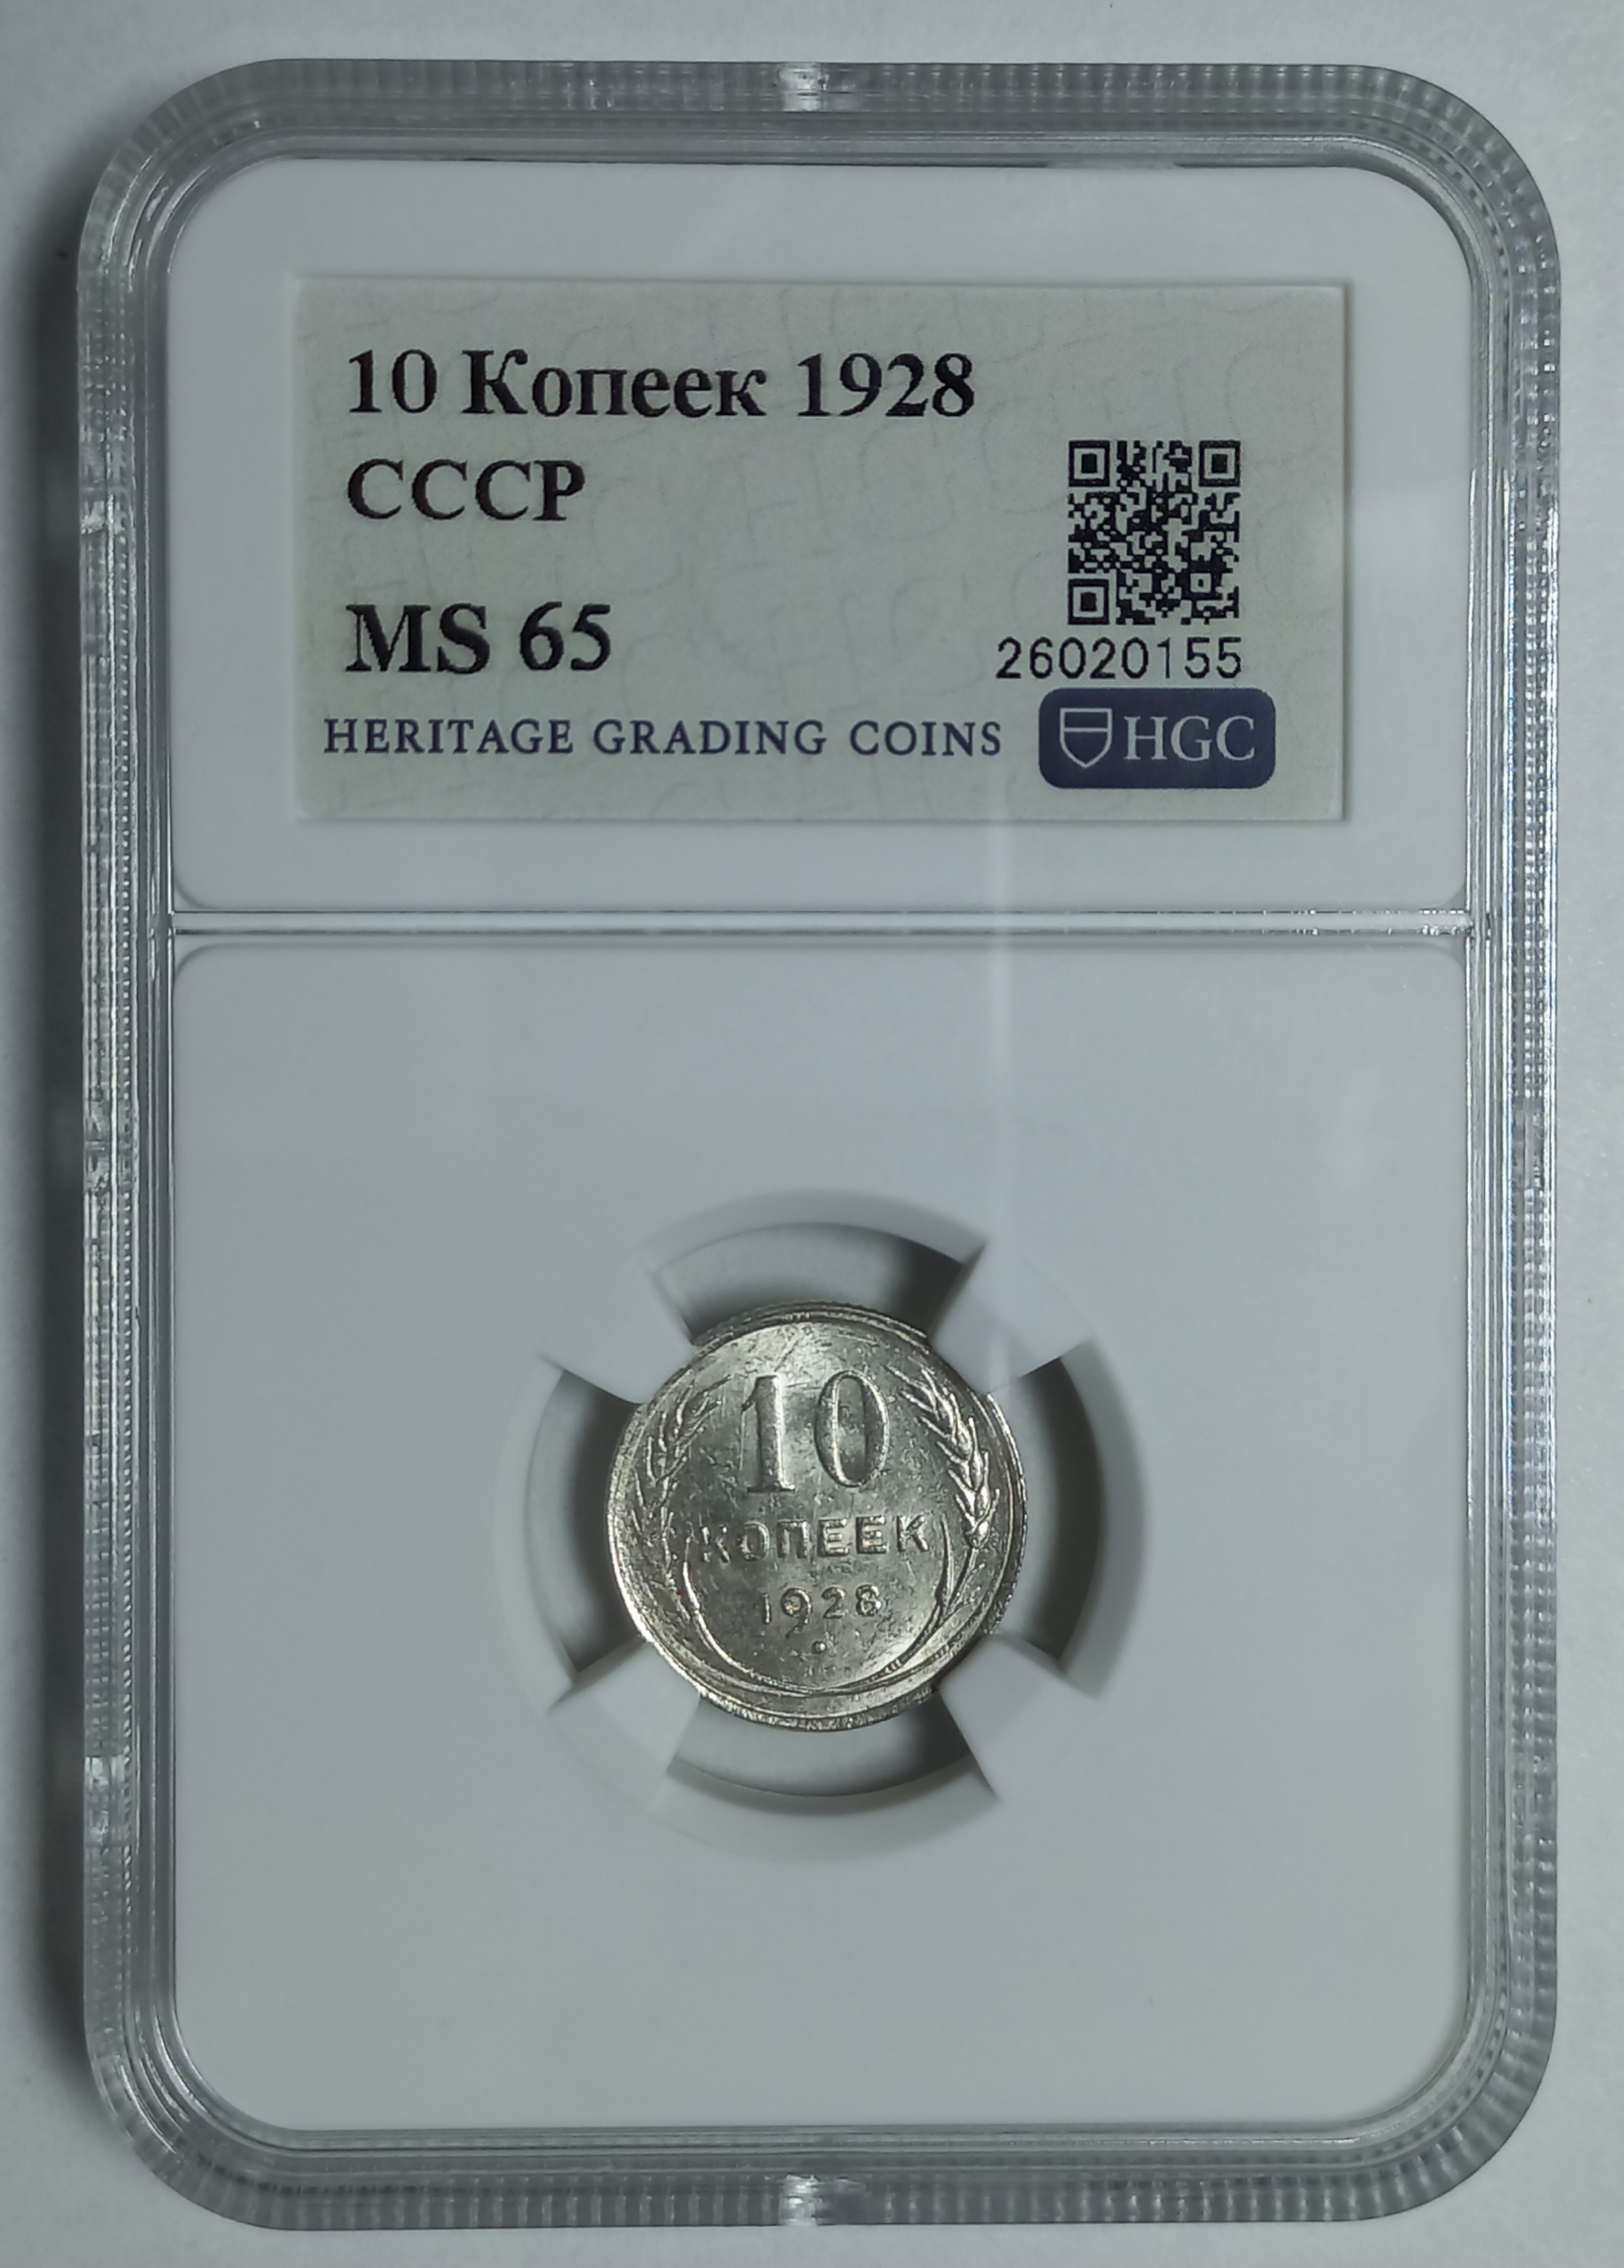 10 Копеек 1928
СССР
MS 65
26020155
HERITAGE GRADING COINS
HGC
10
КОПЕЕК
1928